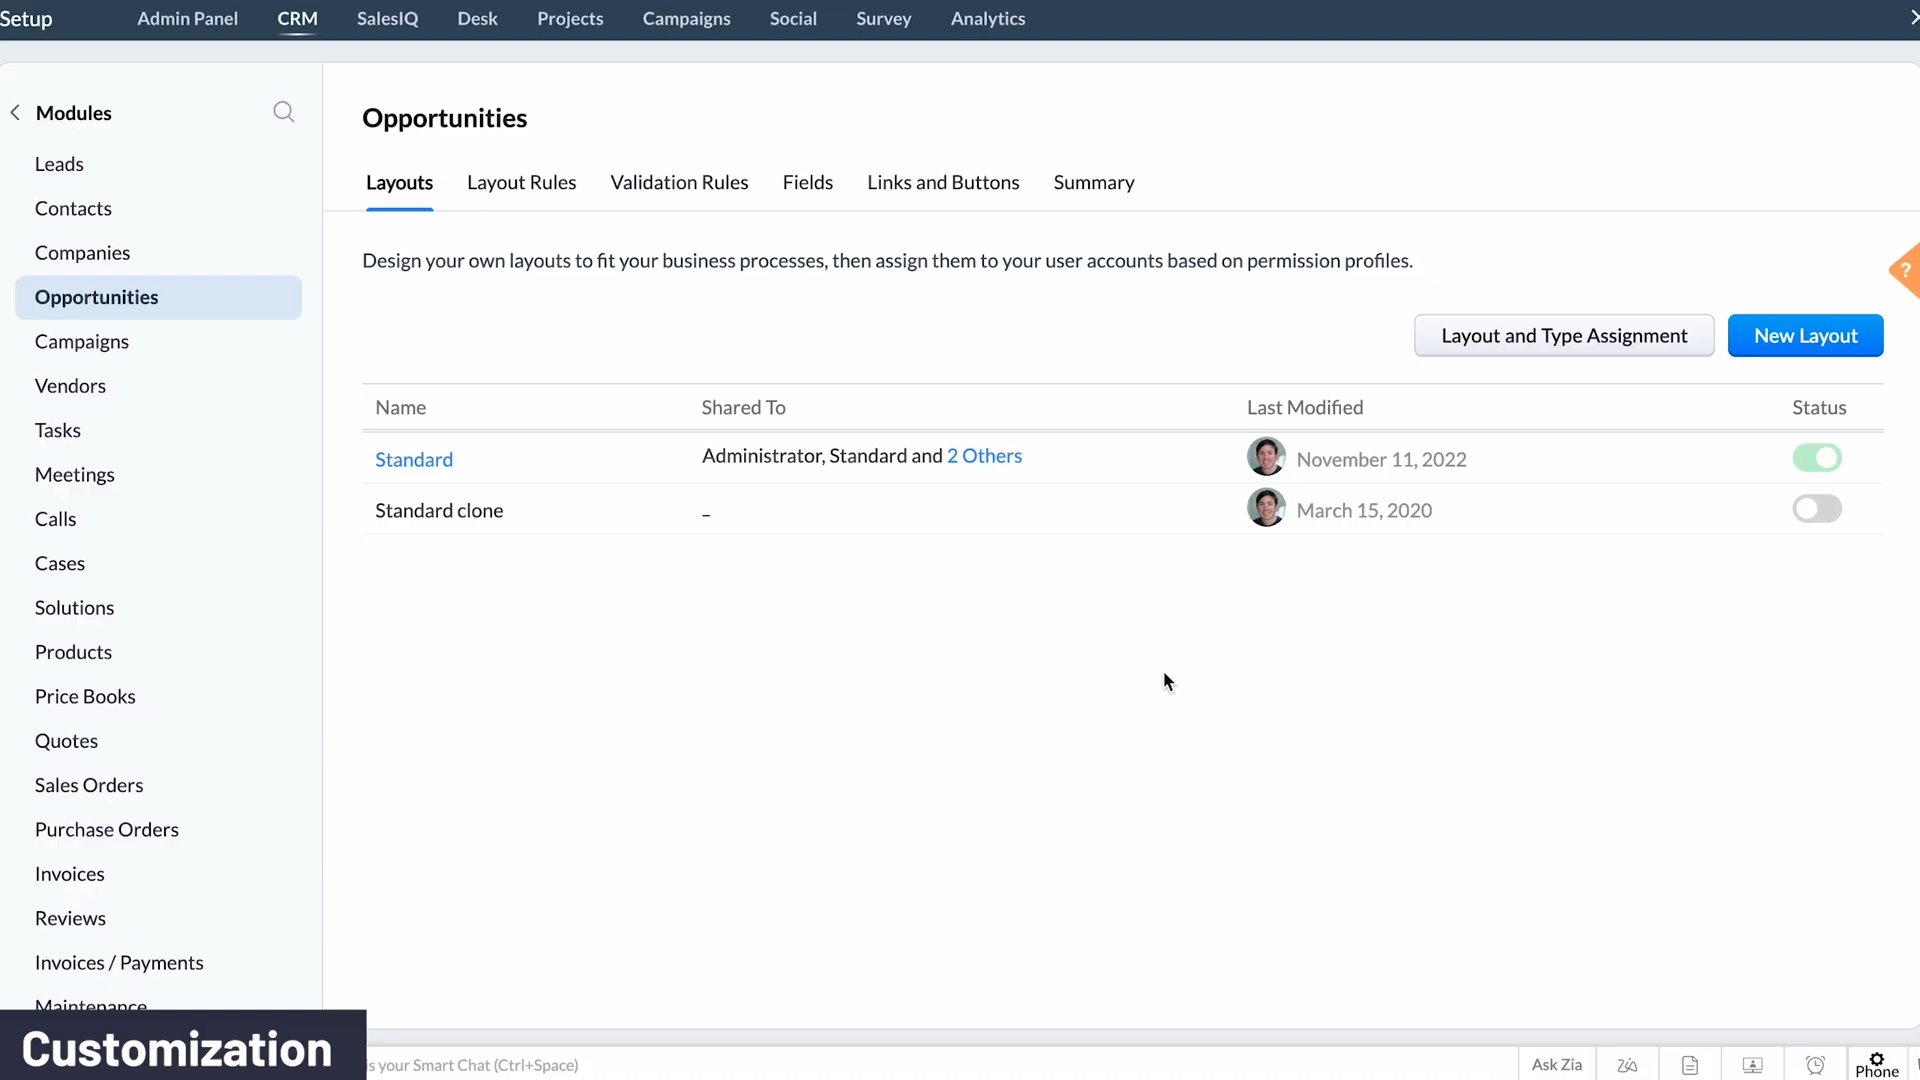 Setup
Admin Panel
CRM
SalesIQ
Desk
Projects
Campaigns
Social
Survey
Analytics
Modules
Leads
Contacts
Companies
Opportunities
Campaigns
Vendors
Tasks
Meetings
Calls
Cases
Solutions
Products
Price Books
Quotes
Sales Orders
Purchase Orders
Invoices
Reviews
Invoices / Payments
Maintenance
Opportunities
Layouts
Layout Rules
Validation Rules
Fields
Links and Buttons
Summary
Design your own layouts to fit your business processes, then assign them to your user accounts based on permission profiles.
?
Layout and Type Assignment
New Layout
Name
Shared To
Last Modified
Status
Standard
Administrator, Standard and 2 Others
November 11, 2022
Standard clone
–
March 15, 2020
Customization
is your Smart Chat (Ctrl+Space)
Ask Zia
Phone